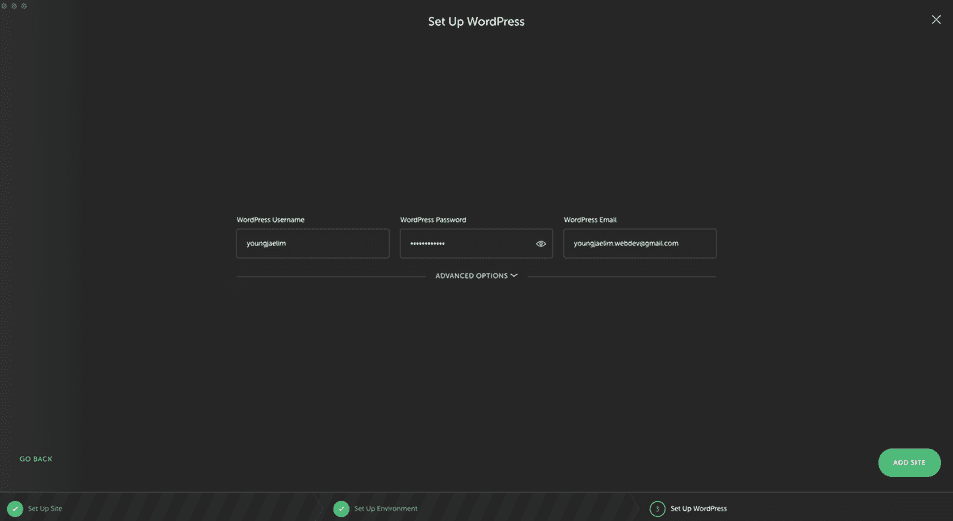 Set Up WordPress
WordPress Username
WordPress Password
WordPress Email
youngjaelim
••••••••••••
youngjaelim.webdev@gmail.com
ADVANCED OPTIONS
GO BACK
ADD SITE
Set Up Site
Set Up Environment
3 Set Up WordPress